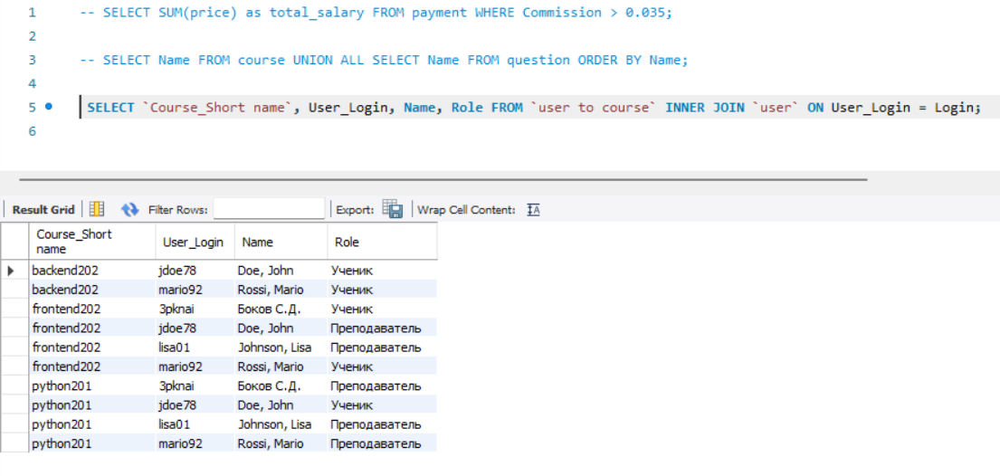 1 -- SELECT SUM(price) as total_salary FROM payment WHERE Commission > 0.035;
2
3 -- SELECT Name FROM course UNION ALL SELECT Name FROM question ORDER BY Name;
4
5 SELECT `Course_Short name`, User_Login, Name, Role FROM `user to course` INNER JOIN `user` ON User_Login = Login;
6
Result Grid Filter Rows: Export: Wrap Cell Content: IA
Course_Short name User_Login Name Role
backend202 jdoe78 Doe, John Ученик
backend202 mario92 Rossi, Mario Ученик
frontend202 3pknai Боков С.Д. Ученик
frontend202 jdoe78 Doe, John Преподаватель
frontend202 lisa01 Johnson, Lisa Преподаватель
frontend202 mario92 Rossi, Mario Ученик
python201 3pknai Боков С.Д. Преподаватель
python201 jdoe78 Doe, John Ученик
python201 lisa01 Johnson, Lisa Преподаватель
python201 mario92 Rossi, Mario Преподаватель